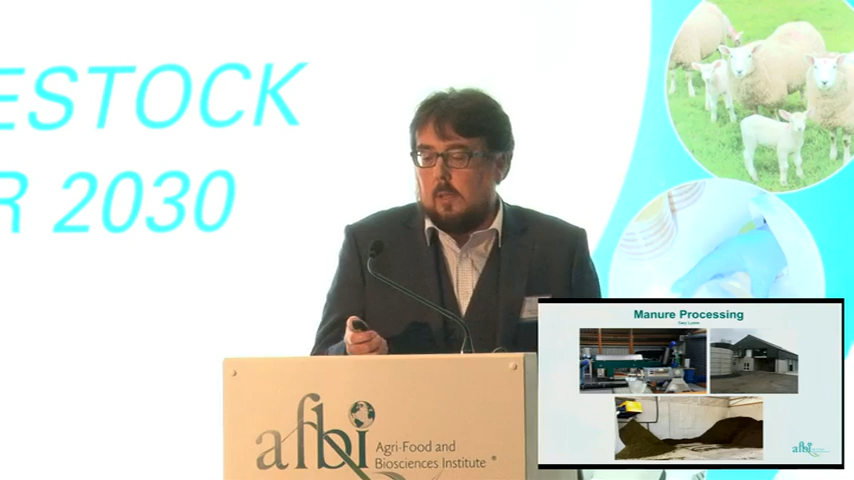 ESTOCK
R 2030
afbi Agri-Food and
Biosciences Institute
Manure Processing
afbi